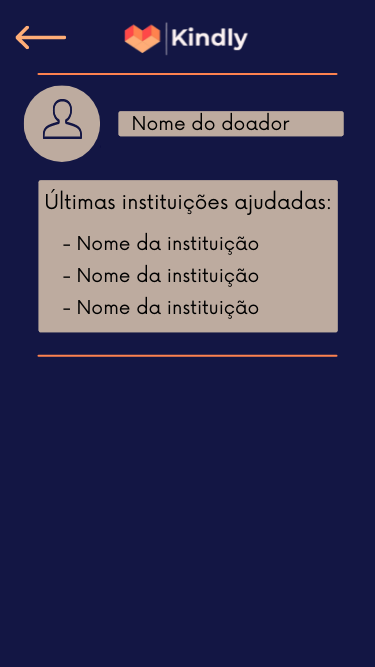 Kindly
Nome do doador
Últimas instituições ajudadas:
- Nome da instituição
- Nome da instituição
- Nome da instituição